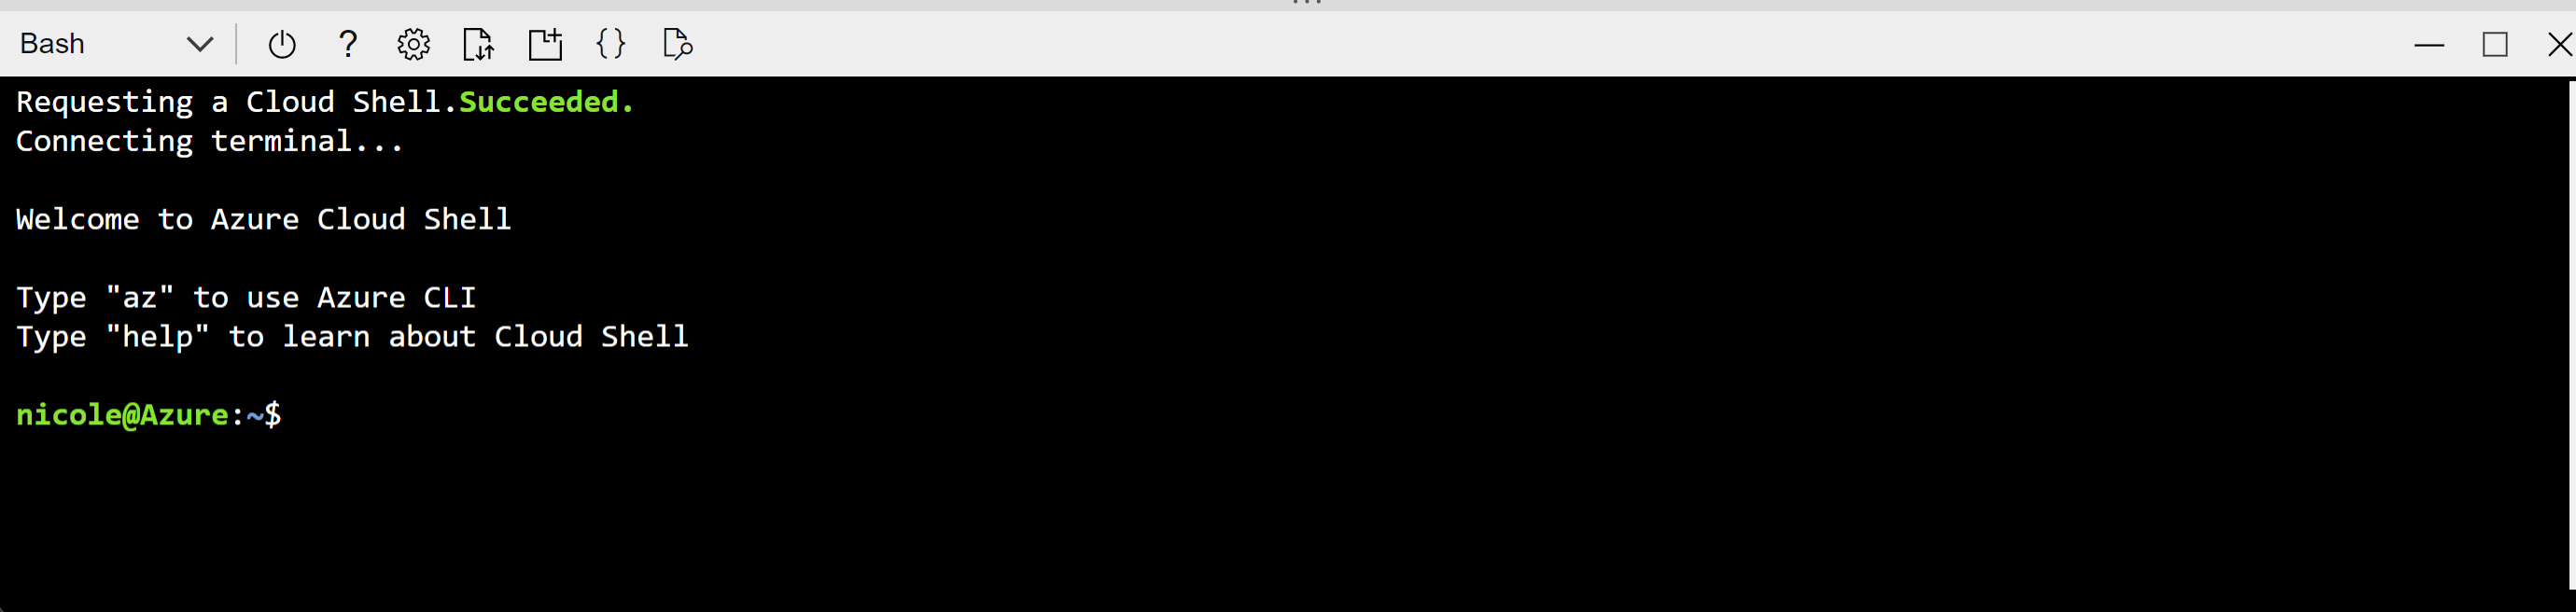 Bash
Requesting a Cloud Shell.Succeeded.
Connecting terminal...
Welcome to Azure Cloud Shell
Type "az" to use Azure CLI
Type "help" to learn about Cloud Shell
nicole@Azure:~$